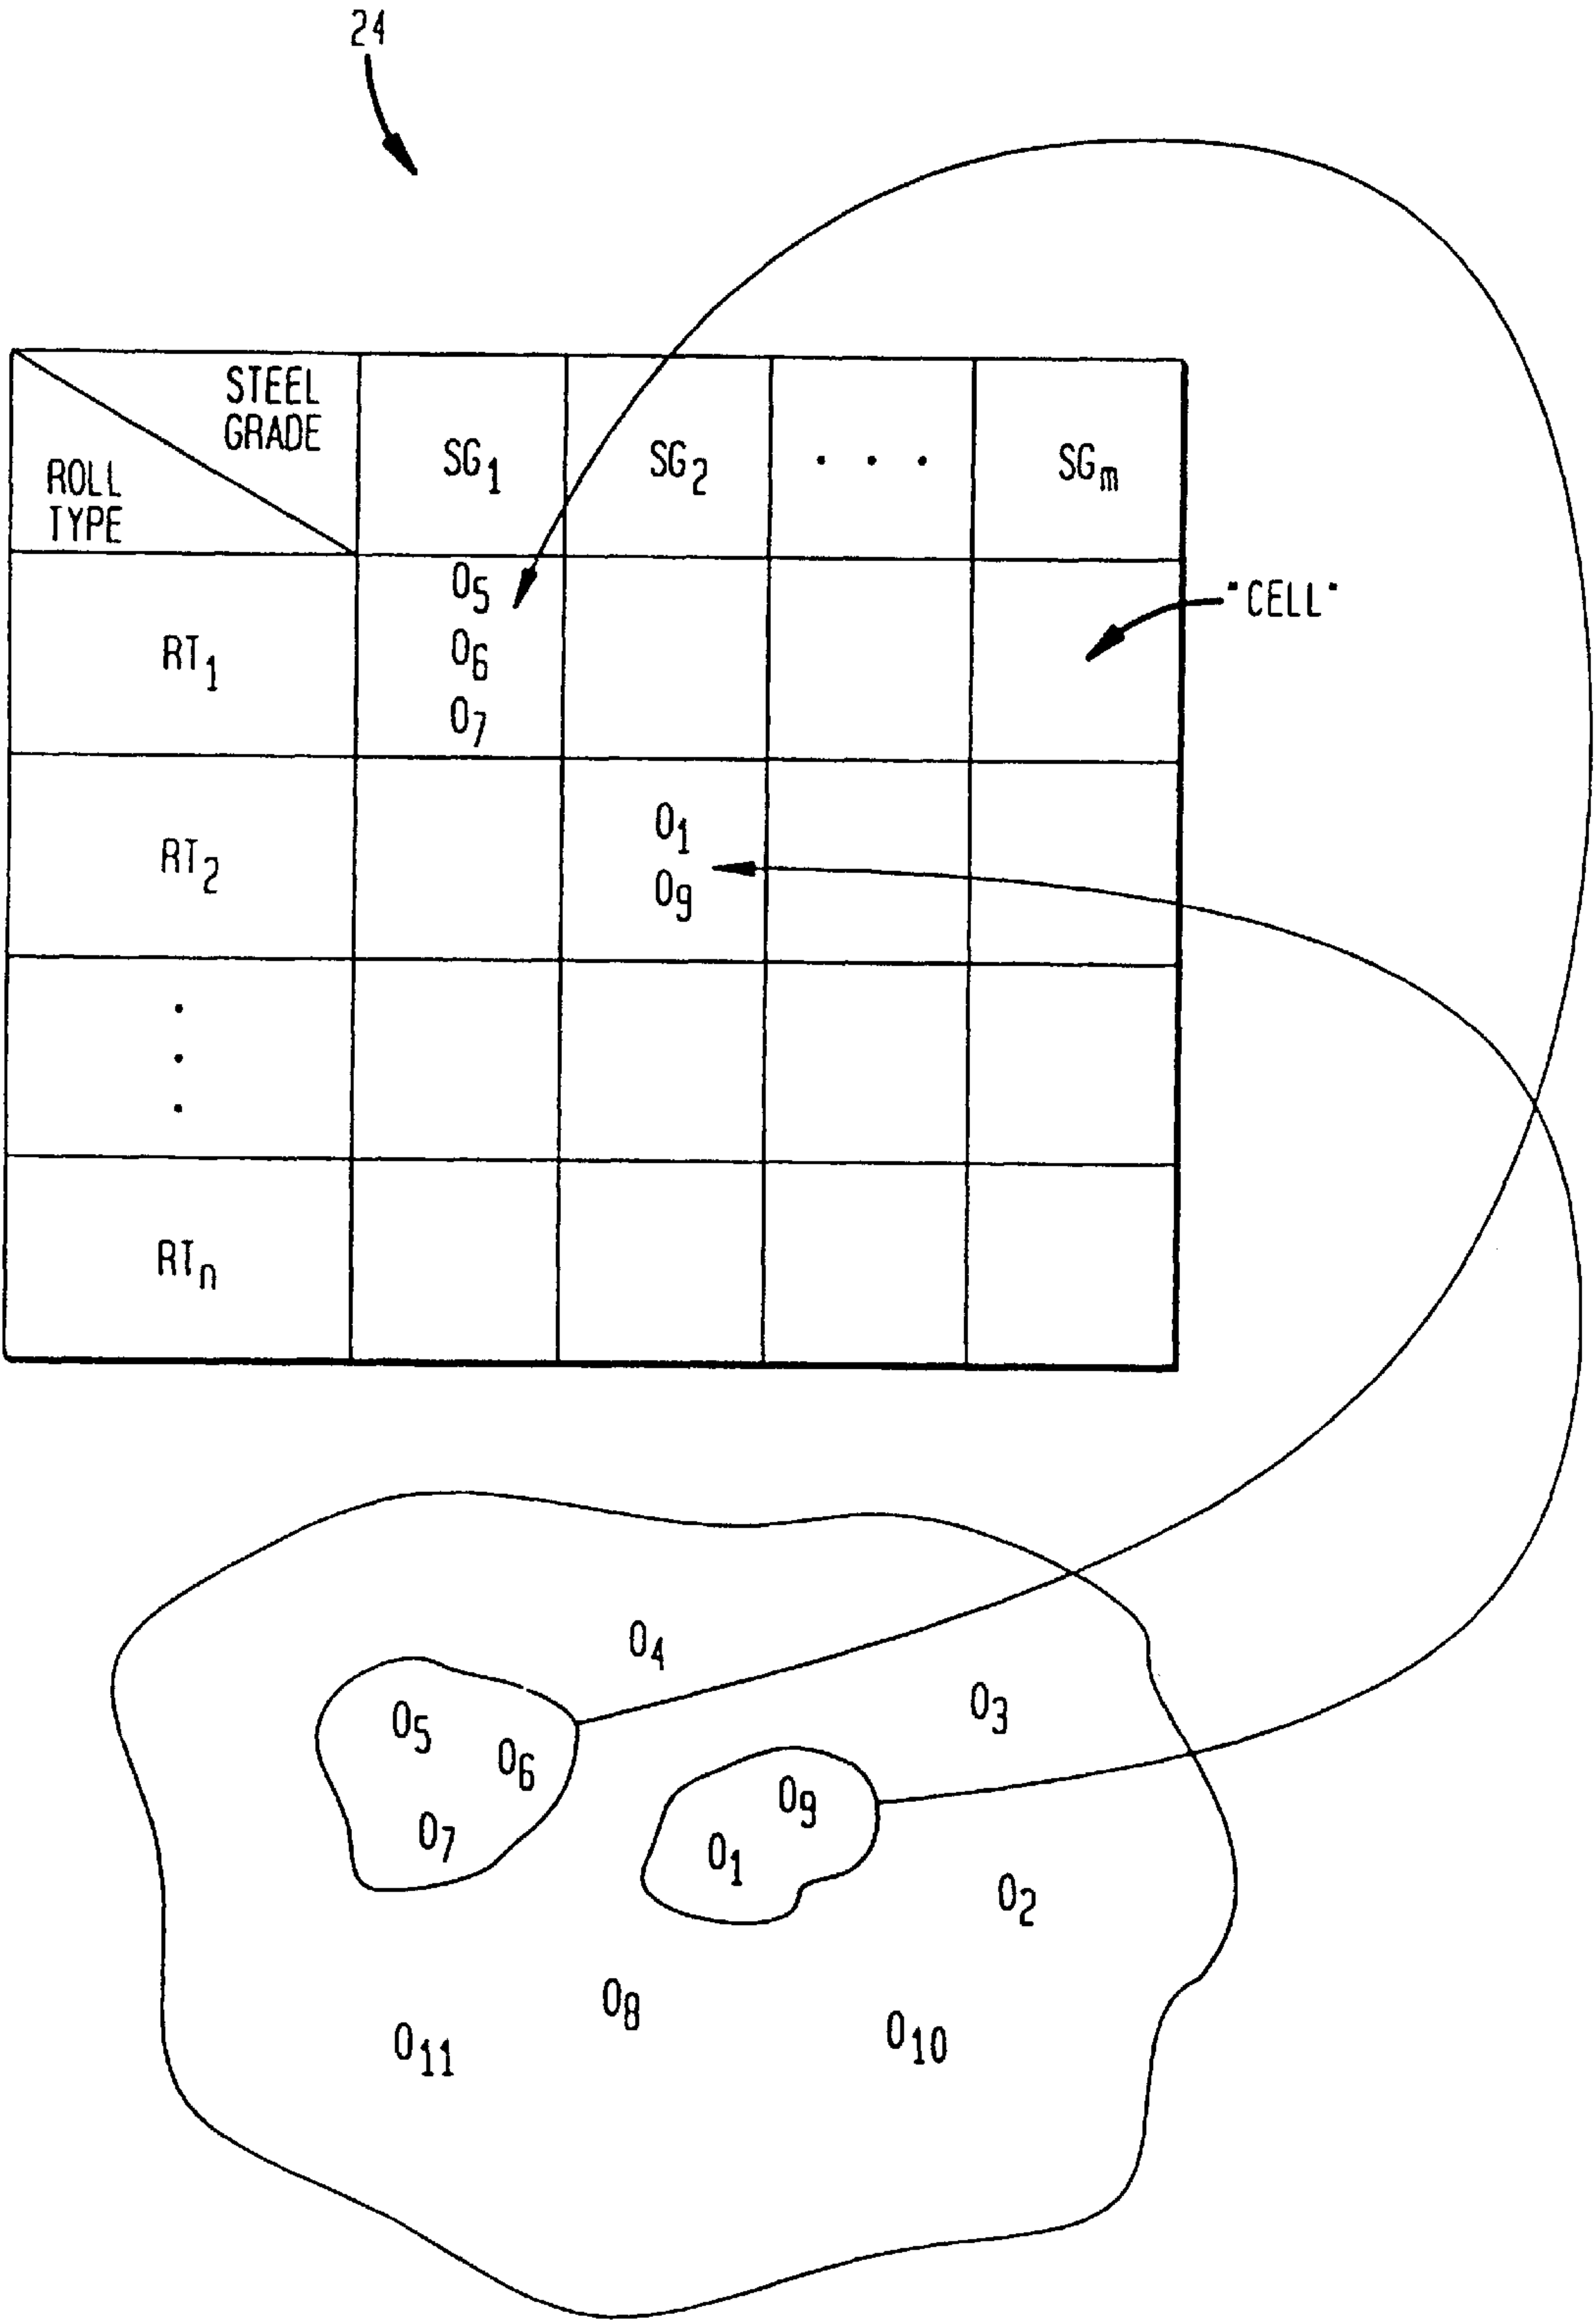 24
STEEL
GRADE
ROLL
TYPE
SG1 SG2 . . . SGm
RT1
O5
O6
O7
"CELL"
RT2
O1
O9
.
.
.
RTn
O4
O3
O5
O6
O7
O9
O1
O2
O8
O11
O10